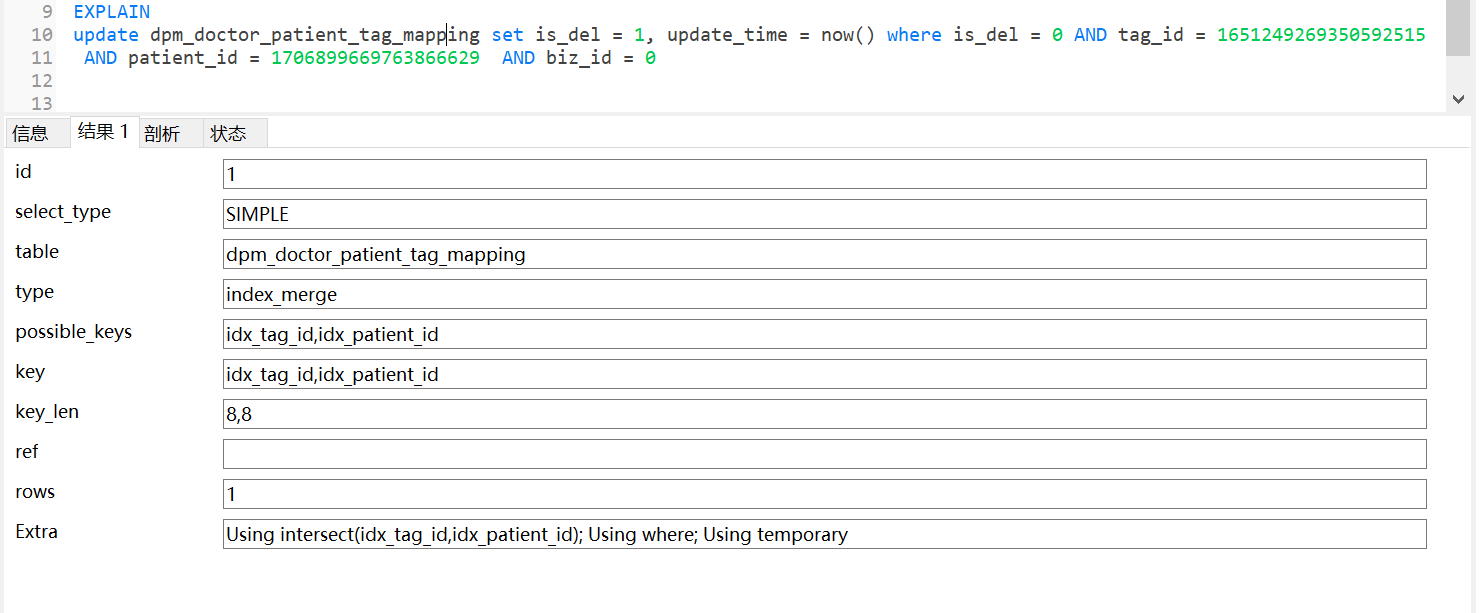 9 EXPLAIN
10 update dpm_doctor_patient_tag_mapping set is_del = 1, update_time = now() where is_del = 0 AND tag_id = 1651249269350592515
11 AND patient_id = 1706899669763866629 AND biz_id = 0
12
13
信息 结果 1 剖析 状态
id 1
select_type SIMPLE
table dpm_doctor_patient_tag_mapping
type index_merge
possible_keys idx_tag_id,idx_patient_id
key idx_tag_id,idx_patient_id
key_len 8,8
ref
rows 1
Extra Using intersect(idx_tag_id,idx_patient_id); Using where; Using temporary